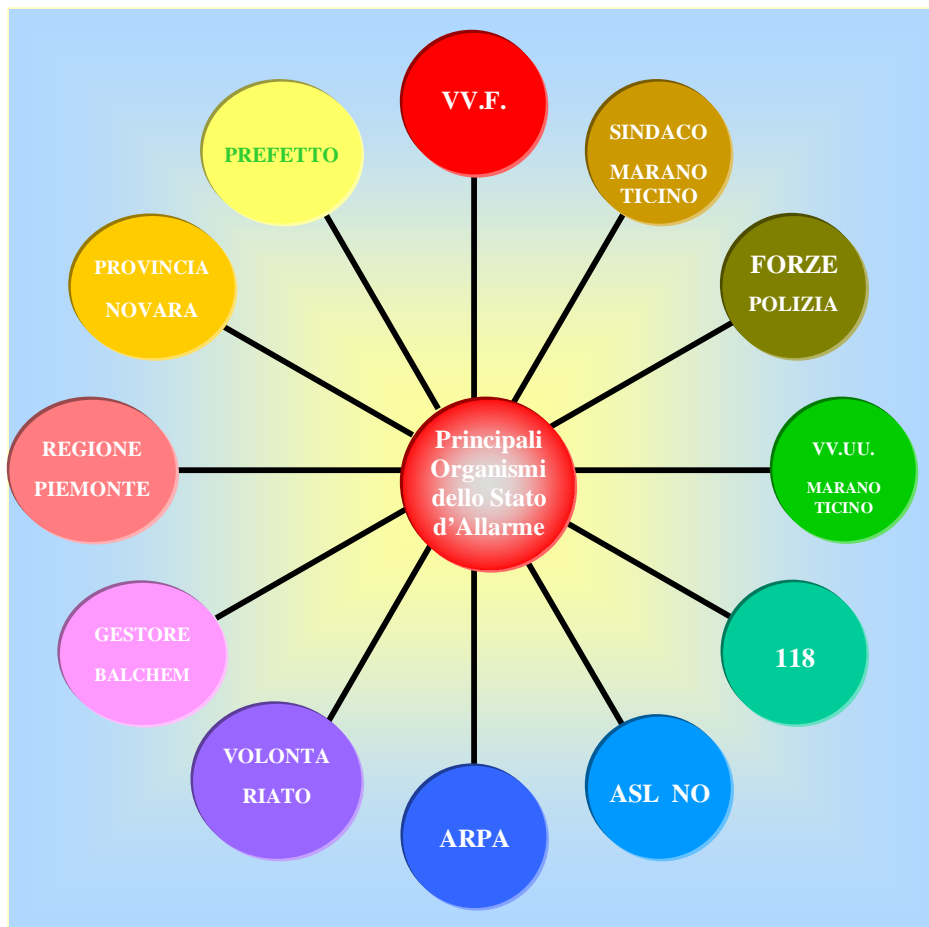 VV.F.
SINDACO
MARANO
TICINO
FORZE
POLIZIA
VV.UU.
MARANO
TICINO
118
ASL NO
ARPA
VOLONTA
RIATO
GESTORE
BALCHEM
REGIONE
PIEMONTE
PROVINCIA
NOVARA
PREFETTO
Principali
Organismi
dello Stato
d’Allarme